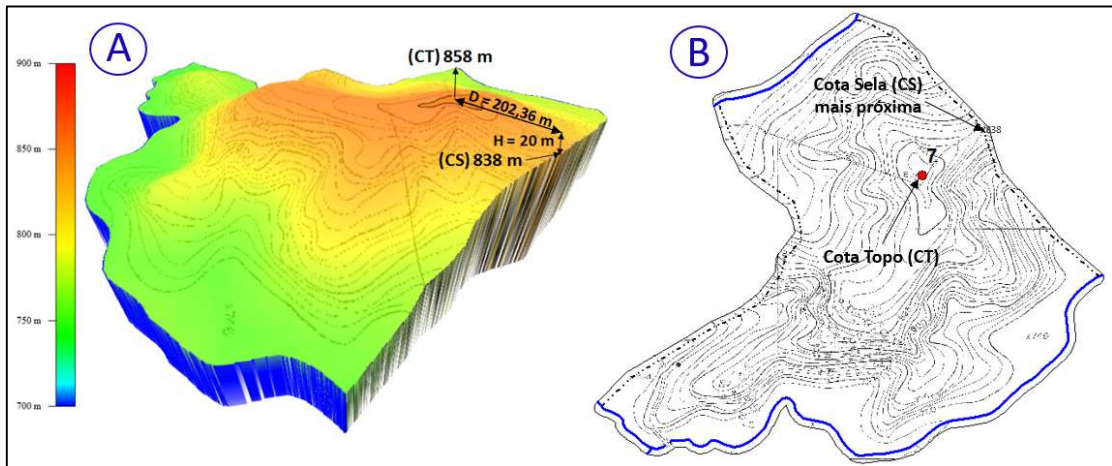 A
(CT) 858 m
D = 202,36 m
H = 20 m
(CS) 838 m
900 m
850 m
800 m
750 m
700 m
B
Cota Sela (CS)
mais próxima
838
7
Cota Topo (CT)